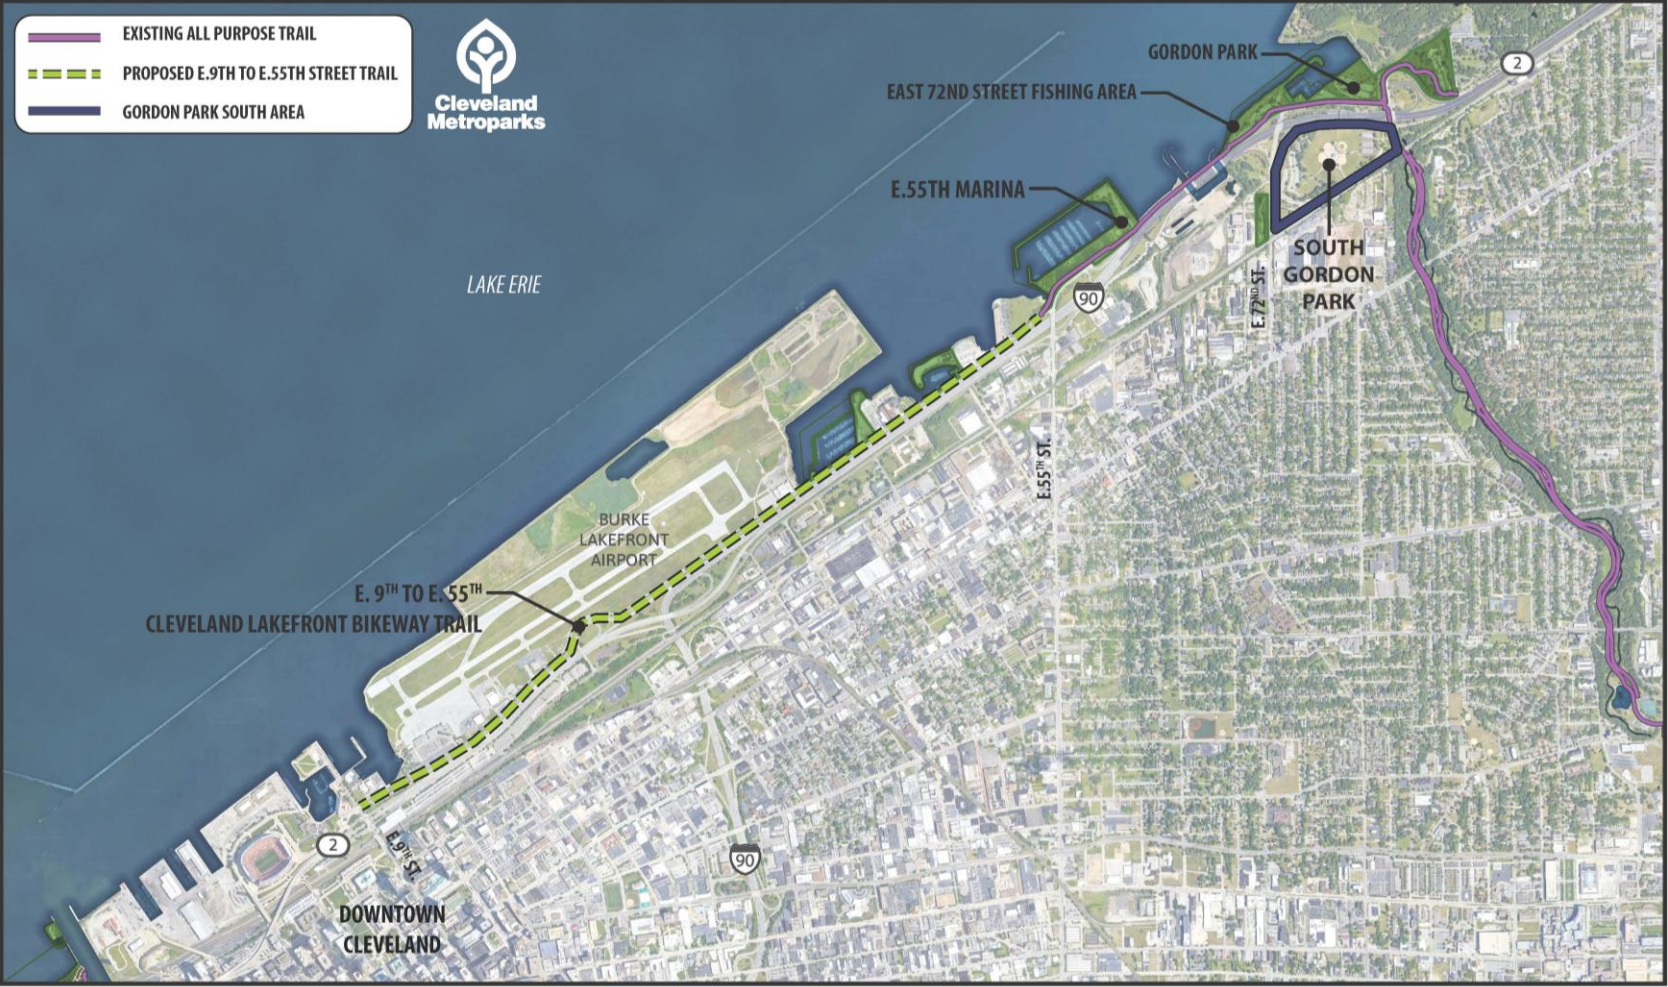 EXISTING ALL PURPOSE TRAIL
PROPOSED E.9TH TO E.55TH STREET TRAIL
GORDON PARK SOUTH AREA
Cleveland
Metroparks
GORDON PARK
2
EAST 72ND STREET FISHING AREA
E.55TH MARINA
LAKE ERIE
SOUTH
GORDON
PARK
E.72ND ST.
90
E.55TH ST.
BURKE
LAKEFRONT
AIRPORT
E. 9TH TO E. 55TH
CLEVELAND LAKEFRONT BIKEWAY TRAIL
2
E.9TH ST.
90
DOWNTOWN
CLEVELAND